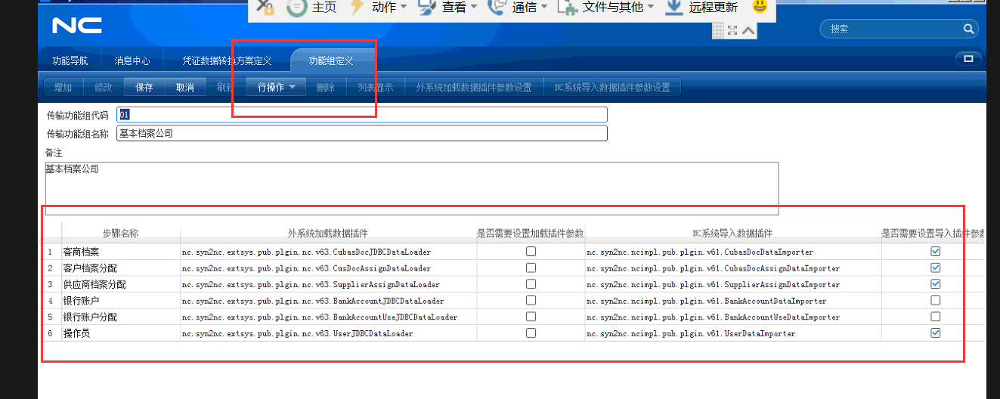 主页 动作 查看 通信 文件与其他 远程更新
NC
搜索
功能导航 消息中心 凭证数据转换方案定义 功能组定义
增加 修改 保存 取消 刷新 行操作 删除 列表显示 外系统加载数据插件参数设置 NC系统导入数据插件参数设置
传输功能组代码 01
传输功能组名称 基本档案公司
备注
基本档案公司
步骤名称 外系统加载数据插件 是否需要设置加载插件参数 NC系统导入数据插件 是否需要设置导入插件参数
1 客商档案 nc.syn2nc.extsys.pub.plgin.nc.v63.CubasDocJDBCDataLoader nc.syn2nc.ncimpl.pub.plgin.v61.CubasDocDataImporter
2 客户档案分配 nc.syn2nc.extsys.pub.plgin.nc.v63.CusDocAssignDataLoader nc.syn2nc.ncimpl.pub.plgin.v61.CubasDocAssignDataImporter
3 供应商档案分配 nc.syn2nc.extsys.pub.plgin.nc.v63.SupplierAssignDataLoader nc.syn2nc.ncimpl.pub.plgin.v61.SupplierAssignDataImporter
4 银行账户 nc.syn2nc.extsys.pub.plgin.nc.v63.BankAccountJDBCDataLoader nc.syn2nc.ncimpl.pub.plgin.v61.BankAccountDataImporter
5 银行账户分配 nc.syn2nc.extsys.pub.plgin.nc.v63.BankAccountUseJDBCDataLoader nc.syn2nc.ncimpl.pub.plgin.v61.BankAccountUseDataImporter
6 操作员 nc.syn2nc.extsys.pub.plgin.nc.v63.UserJDBCDataLoader nc.syn2nc.ncimpl.pub.plgin.v61.UserDataImporter